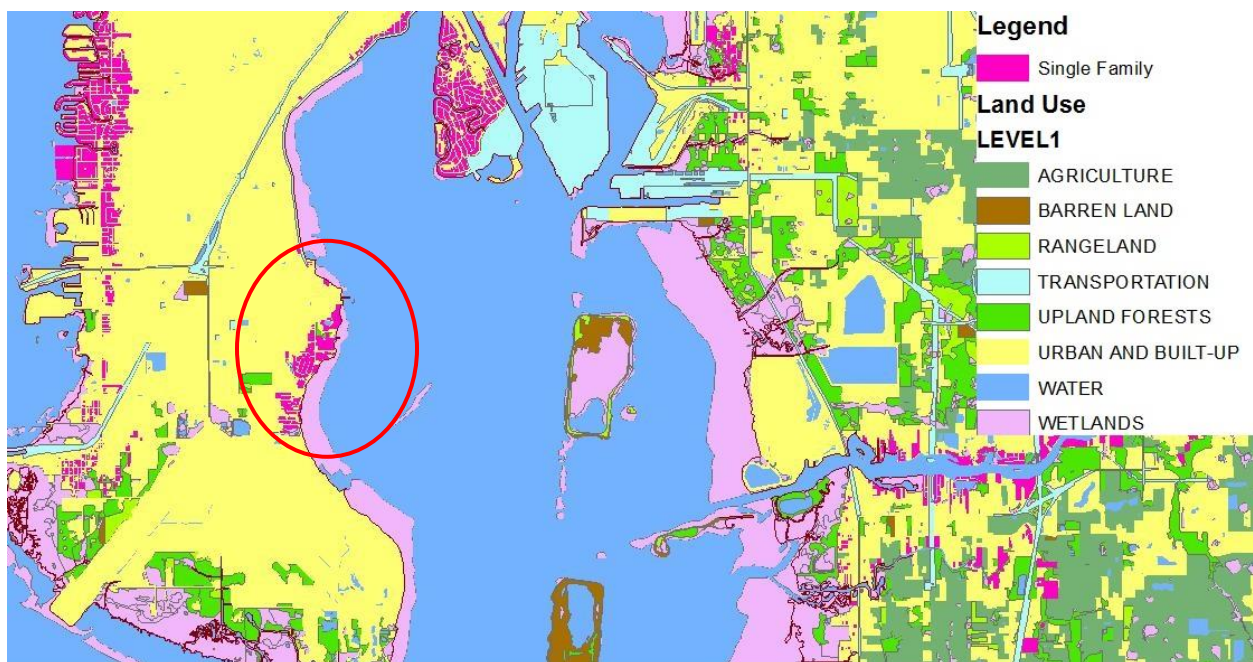 Legend
Single Family
Land Use
LEVEL1
AGRICULTURE
BARREN LAND
RANGELAND
TRANSPORTATION
UPLAND FORESTS
URBAN AND BUILT-UP
WATER
WETLANDS